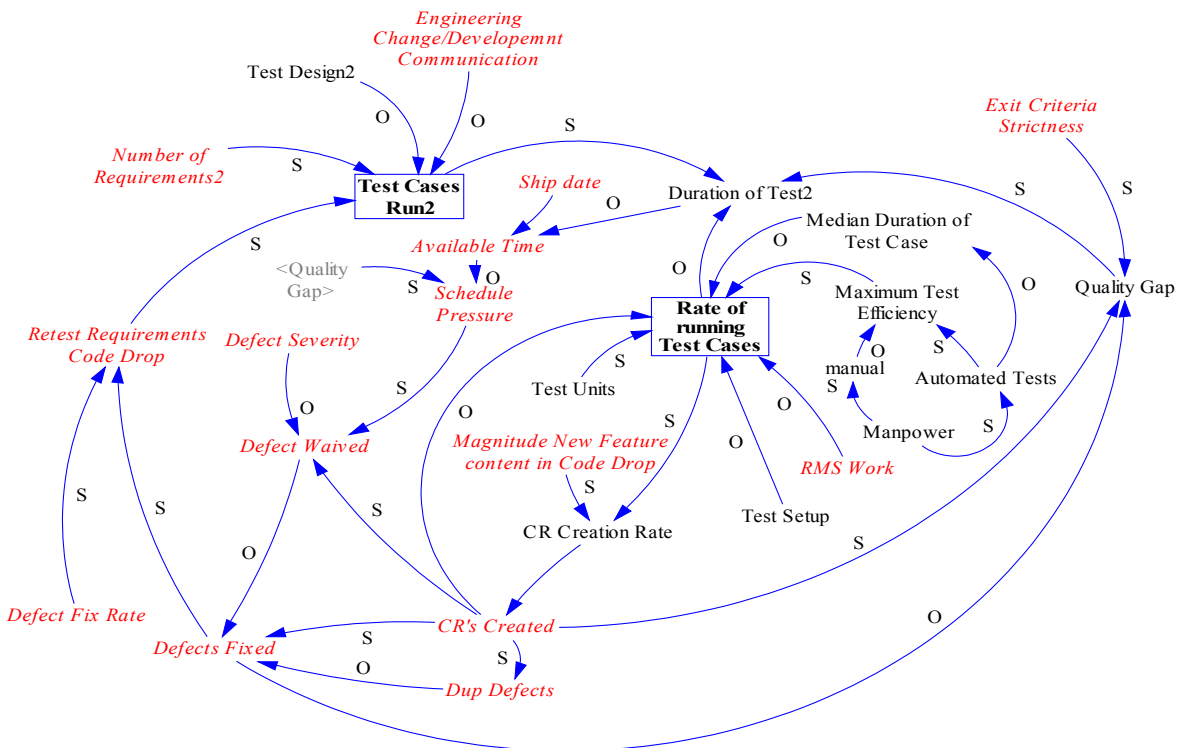 Engineering
Change/Developemnt
Communication
Test Design2
O
O
S
Exit Criteria
Strictness
Number of
Requirements2
S
Test Cases
Run2
Ship date
Duration of Test2
S
S
O
Median Duration of
Test Case
S
Available Time
O
<Quality
Gap>
S
O
Schedule
Pressure
O
S
Maximum Test
Efficiency
O
Quality Gap
Retest Requirements
Code Drop
Defect Severity
Rate of
running
Test Cases
O
S
manual
S
Automated Tests
Test Units
S
S
O
O
Defect Waived
S
O
Manpower
S
Magnitude New Feature
content in Code Drop
O
RMS Work
S
S
S
S
Test Setup
CR Creation Rate
S
O
S
O
Defect Fix Rate
Defects Fixed
S
CR's Created
S
O
Dup Defects